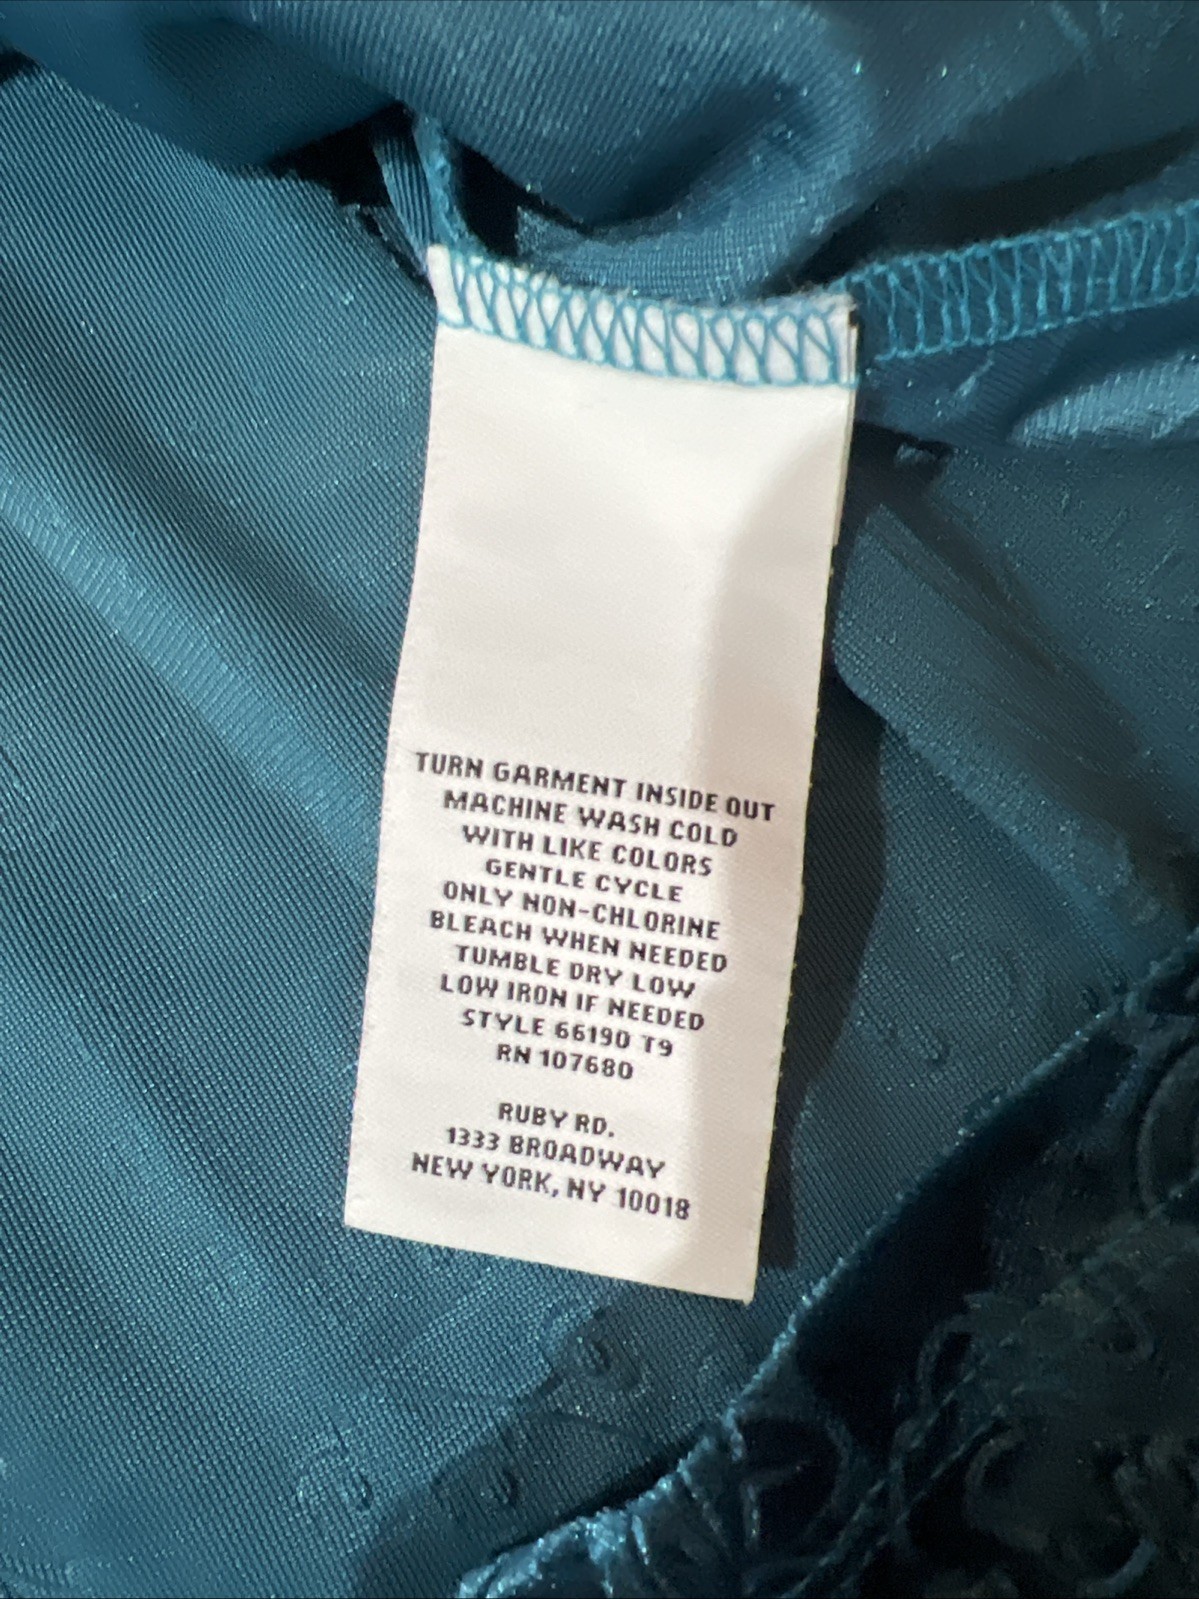 TURN GARMENT INSIDE OUT
MACHINE WASH COLD
WITH LIKE COLORS
GENTLE CYCLE
ONLY NON-CHLORINE
BLEACH WHEN NEEDED
TUMBLE DRY LOW
LOW IRON IF NEEDED
STYLE 66190 T9
RN 107680
RUBY RD.
1333 BROADWAY
NEW YORK, NY 10018